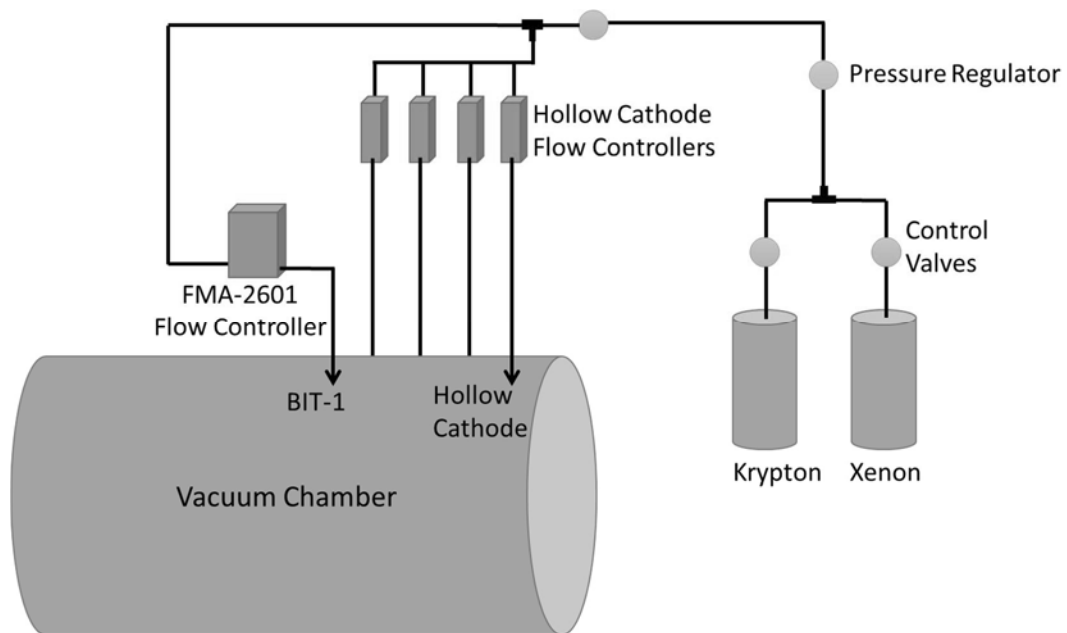 Pressure Regulator
Hollow Cathode
Flow Controllers
Control
Valves
FMA-2601
Flow Controller
BIT-1
Hollow
Cathode
Krypton
Xenon
Vacuum Chamber